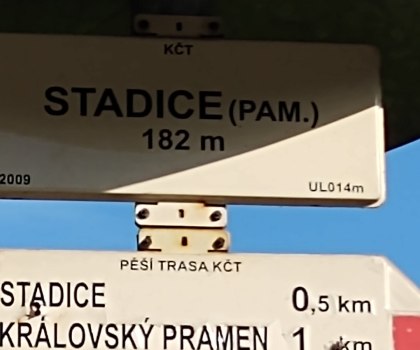 KČT
STADICE (PAM.)
182 m
2009 UL014m
PĚŠÍ TRASA KČT
STADICE 0,5 km
KRÁLOVSKÝ PRAMEN 1 km